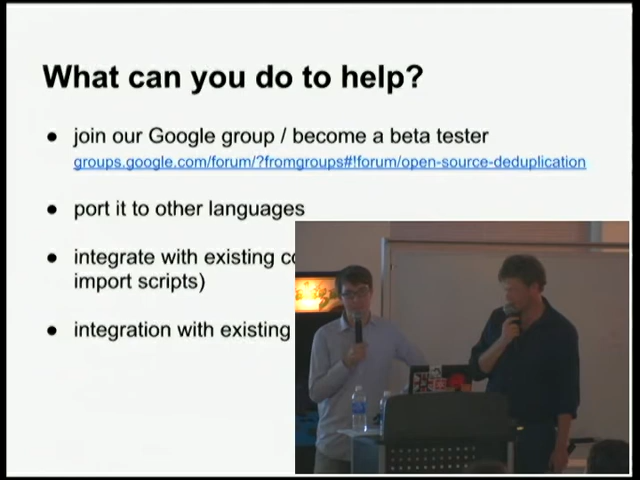 What can you do to help?
● join our Google group / become a beta tester
groups.google.com/forum/?fromgroups#!forum/open-source-deduplication
● port it to other languages
● integrate with existing
import scripts)
● integration with existing